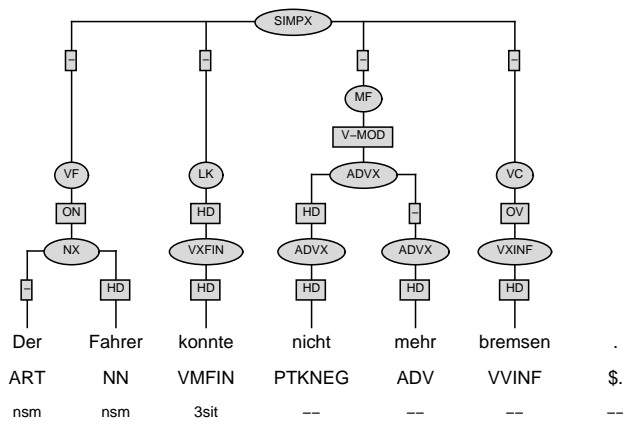 SIMPX
– – – –
MF
V–MOD
VF LK ADVX VC
ON HD HD – OV
NX VXFIN ADVX ADVX VXINF
– HD HD HD HD HD
Der Fahrer konnte nicht mehr bremsen .
ART NN VMFIN PTKNEG ADV VVINF $.
nsm nsm 3sit –– –– –– ––